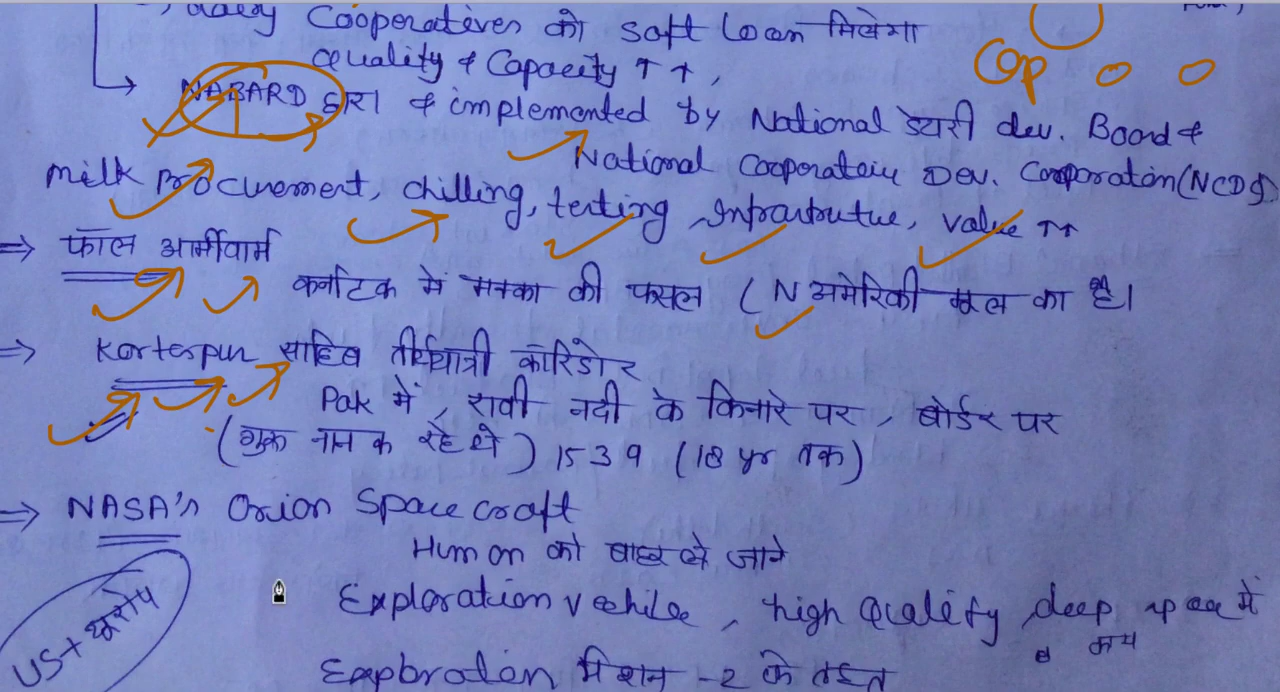 Cooperatives को soft loan मिलेगा
Quality & Capacity ↑ ↑,
→ NABARD द्वारा & implemented by National डेयरी dev. Board &
National Cooperative Dev. Corporation (NCDC)
milk Procurement, chilling, testing, Infrastructure, value ↑↑
Cop o o
⇒ फॉल आर्मीवार्म
कर्नाटक में मक्का की फसल (N अमेरिकी मूल का है।
⇒ Korterpur साहिब तीर्थयात्री कॉरिडोर
Pak में, रावी नदी के किनारे पर, बोर्डर पर
(गुरु नानक रहे थे) 1539 (18 yr तक)
⇒ NASA's Orion Space craft
Human को बाहर ले जाने
Exploration vehile, high Quality deep space में
US + यूरोप
Exploration मिशन -2 के तहत